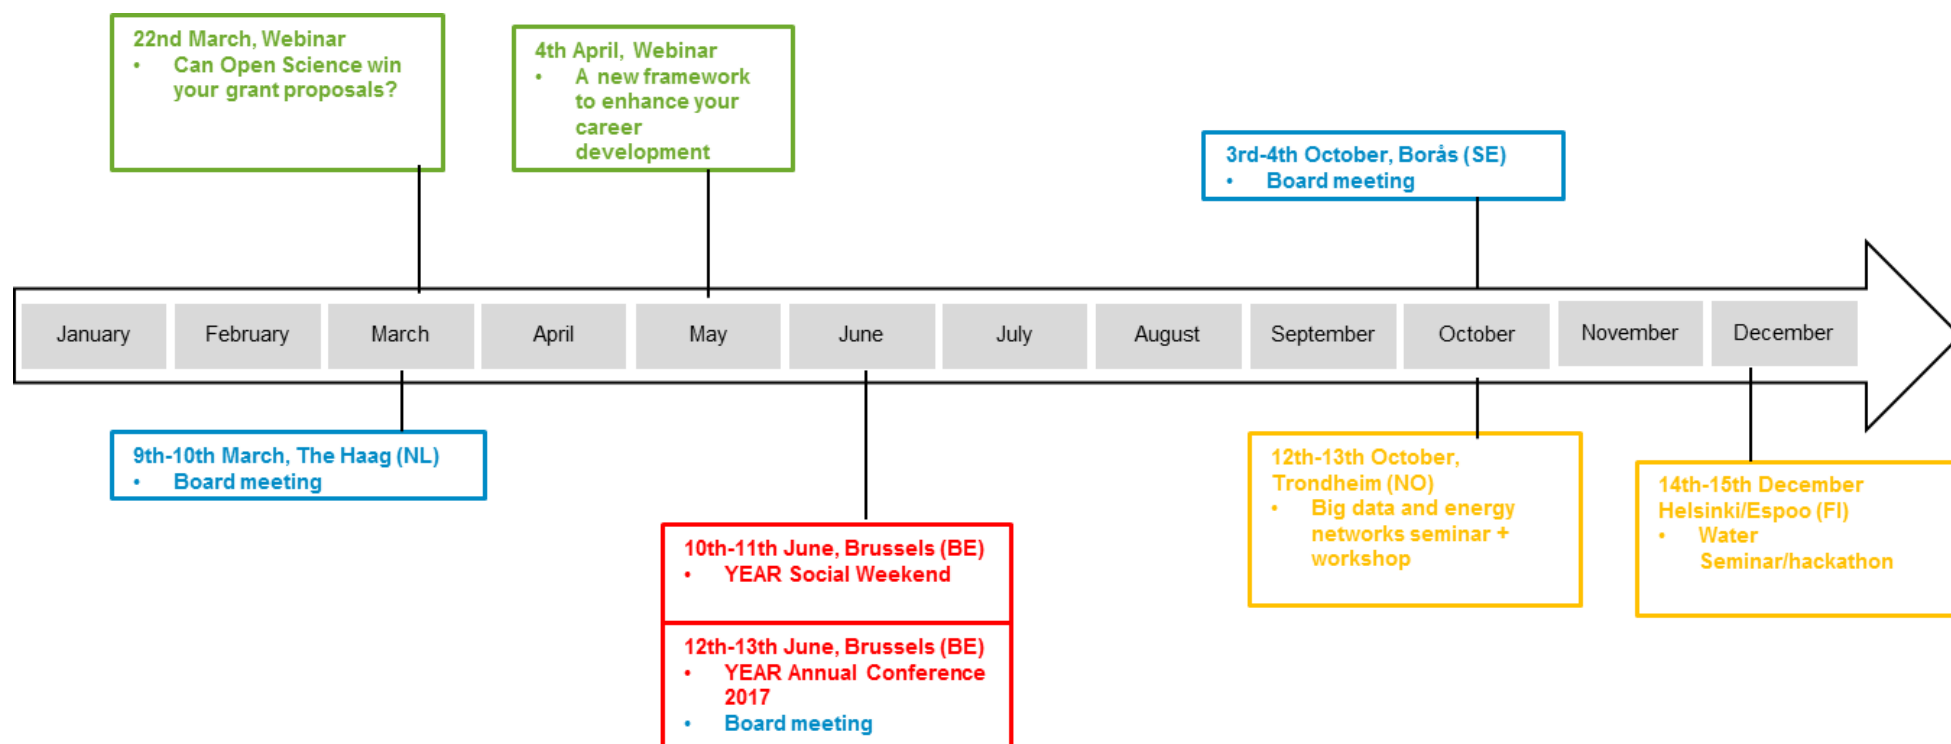 22nd March, Webinar
• Can Open Science win
your grant proposals?
4th April, Webinar
• A new framework
to enhance your
career
development
3rd-4th October, Borås (SE)
• Board meeting
January
February
March
April
May
June
July
August
September
October
November
December
9th-10th March, The Haag (NL)
• Board meeting
10th-11th June, Brussels (BE)
• YEAR Social Weekend
12th-13th June, Brussels (BE)
• YEAR Annual Conference
2017
• Board meeting
12th-13th October,
Trondheim (NO)
• Big data and energy
networks seminar +
workshop
14th-15th December
Helsinki/Espoo (FI)
• Water
Seminar/hackathon